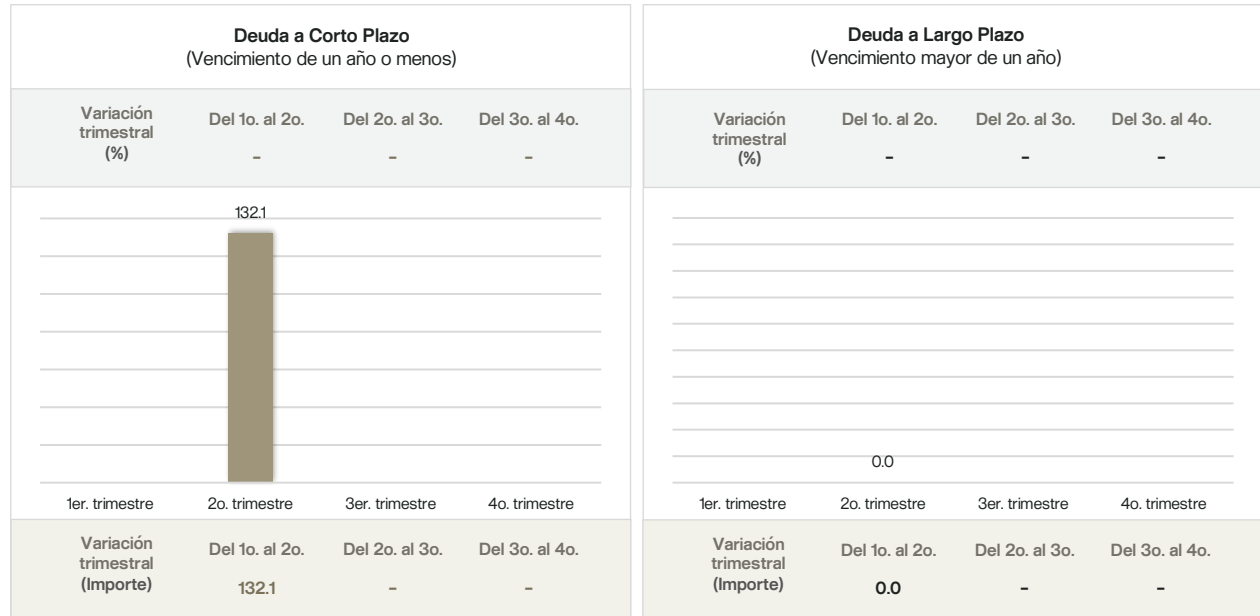 Deuda a Corto Plazo
(Vencimiento de un año o menos)
Variación
trimestral
(%)
Del 1o. al 2o. Del 2o. al 3o. Del 3o. al 4o.
- - -
132.1
1er. trimestre 2o. trimestre 3er. trimestre 4o. trimestre
Variación
trimestral
(Importe)
Del 1o. al 2o. Del 2o. al 3o. Del 3o. al 4o.
132.1 - -
Deuda a Largo Plazo
(Vencimiento mayor de un año)
Variación
trimestral
(%)
Del 1o. al 2o. Del 2o. al 3o. Del 3o. al 4o.
- - -
0.0
1er. trimestre 2o. trimestre 3er. trimestre 4o. trimestre
Variación
trimestral
(Importe)
Del 1o. al 2o. Del 2o. al 3o. Del 3o. al 4o.
0.0 - -